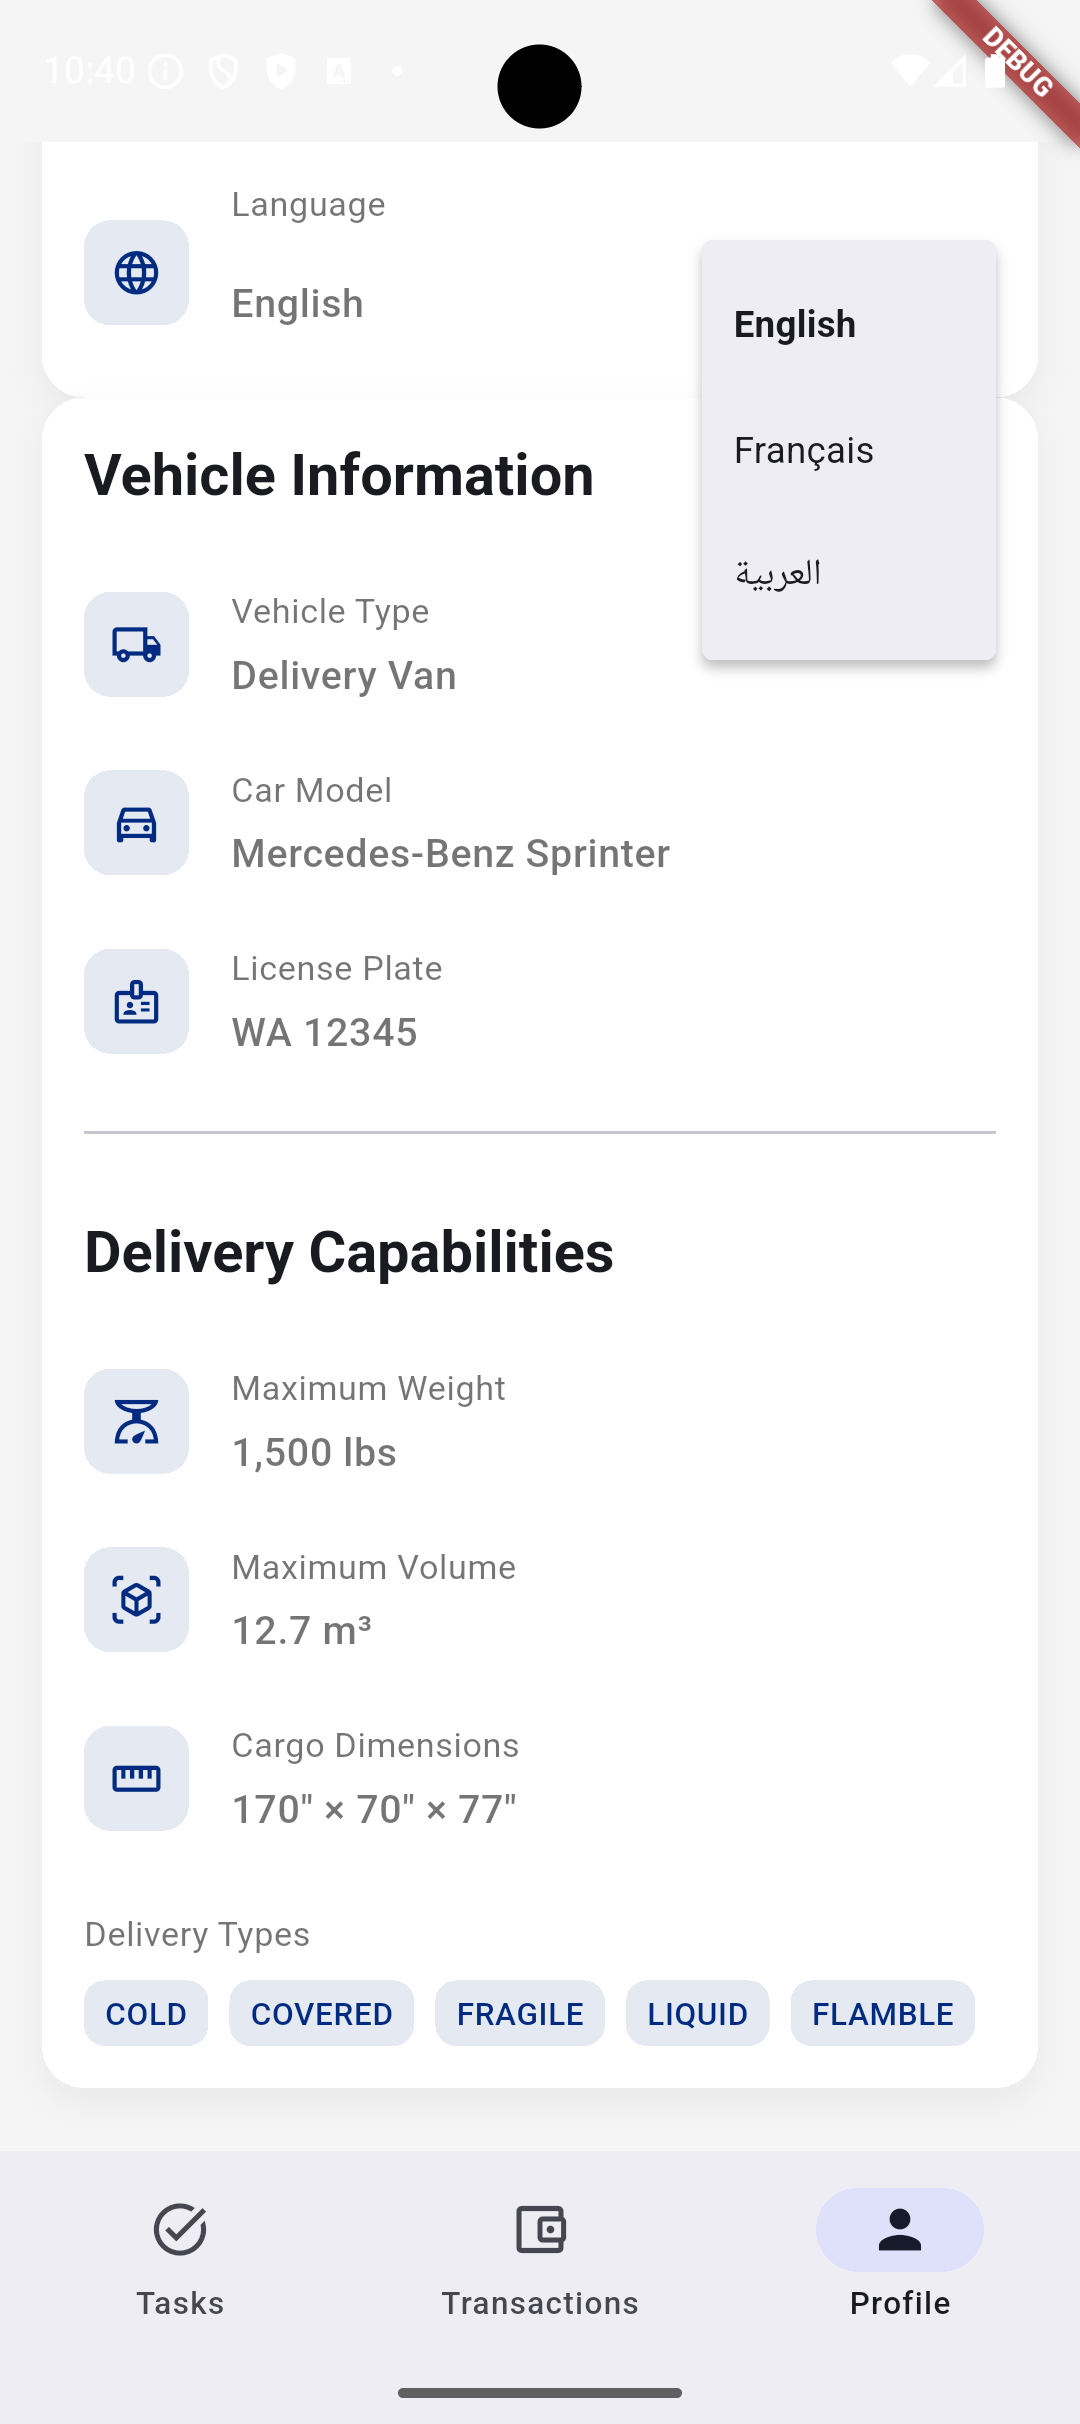 10:40
DEBUG
Language
English
English
Français
العربية
Vehicle Information
Vehicle Type
Delivery Van
Car Model
Mercedes-Benz Sprinter
License Plate
WA 12345
Delivery Capabilities
Maximum Weight
1,500 lbs
Maximum Volume
12.7 m³
Cargo Dimensions
170" × 70" × 77"
Delivery Types
COLD COVERED FRAGILE LIQUID FLAMBLE
Tasks Transactions Profile